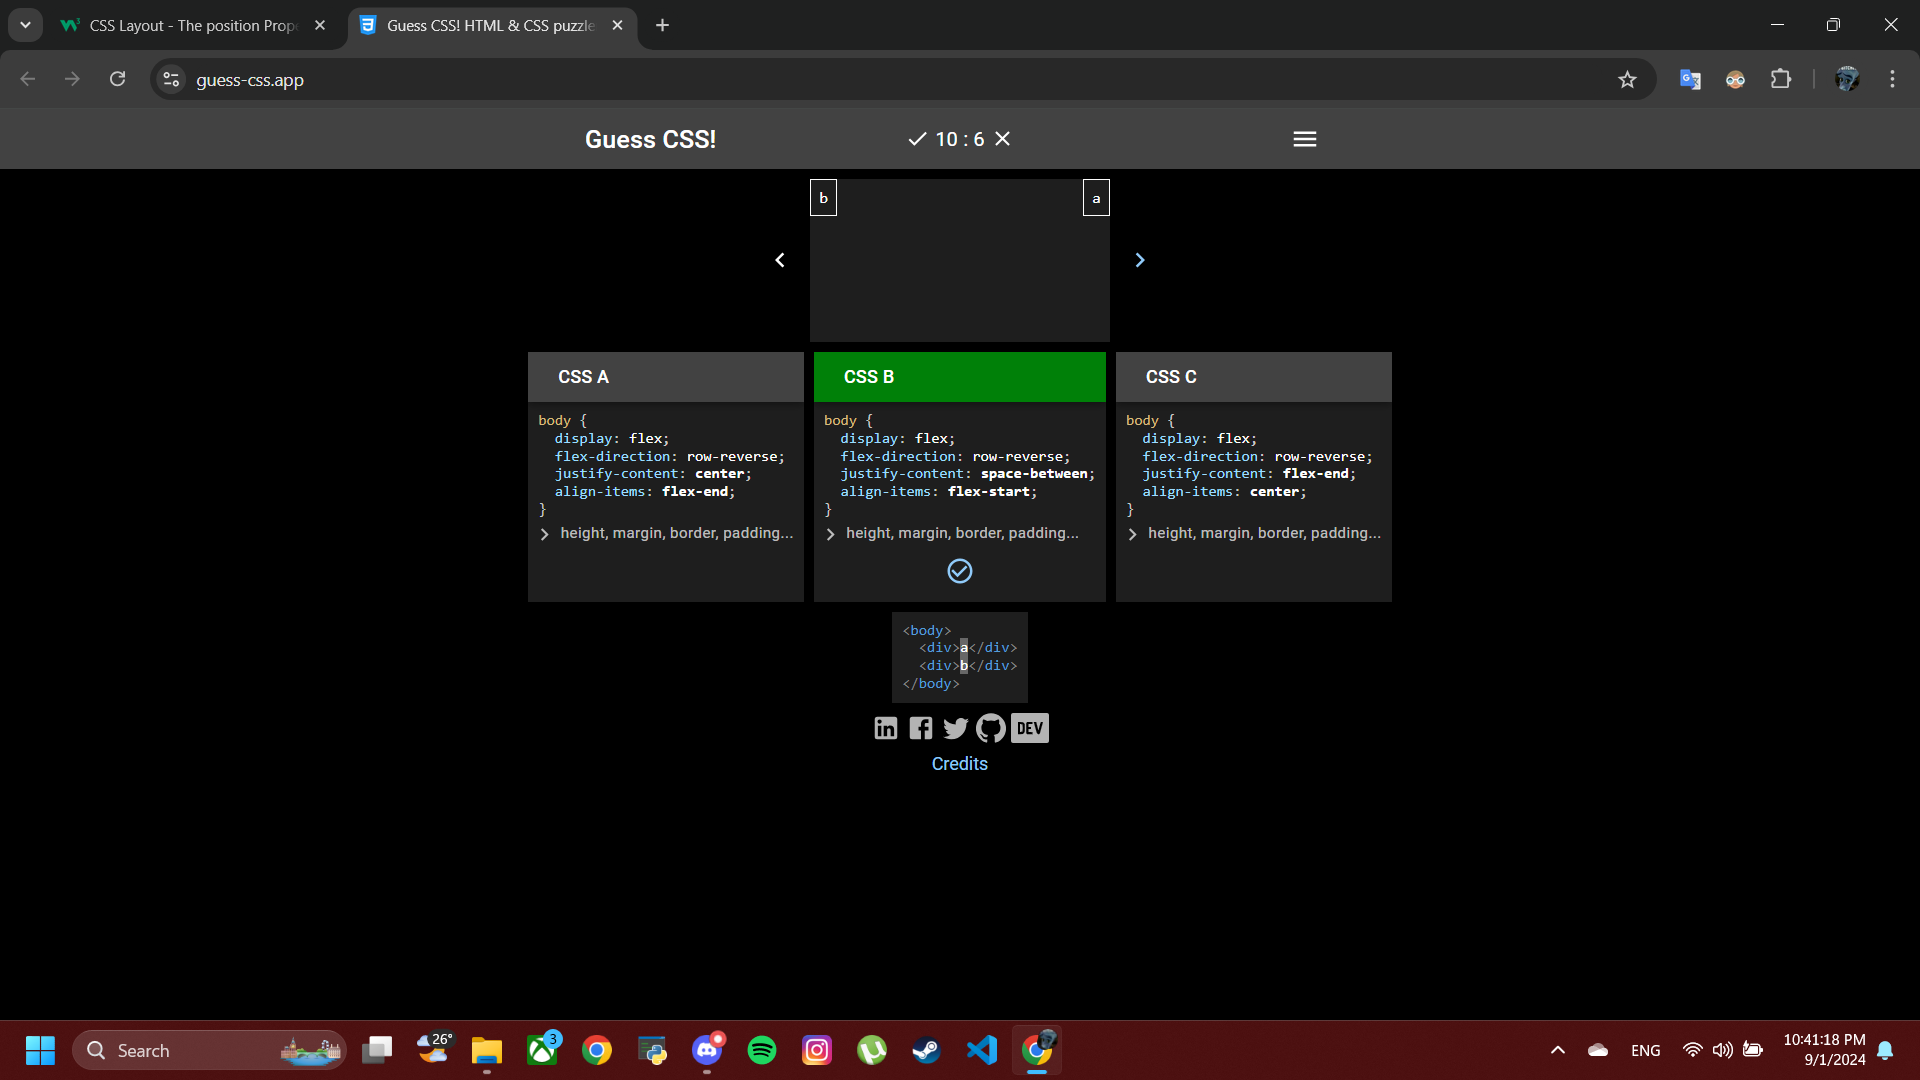 CSS Layout - The position Prop
Guess CSS! HTML & CSS puzzle
guess-css.app
Guess CSS!
10 : 6
b
a
CSS A
body {
display: flex;
flex-direction: row-reverse;
justify-content: center;
align-items: flex-end;
}
height, margin, border, padding...
CSS B
body {
display: flex;
flex-direction: row-reverse;
justify-content: space-between;
align-items: flex-start;
}
height, margin, border, padding...
CSS C
body {
display: flex;
flex-direction: row-reverse;
justify-content: flex-end;
align-items: center;
}
height, margin, border, padding...
<body>
<div>a</div>
<div>b</div>
</body>
DEV
Credits
Search
26°
3
ENG
10:41:18 PM
9/1/2024